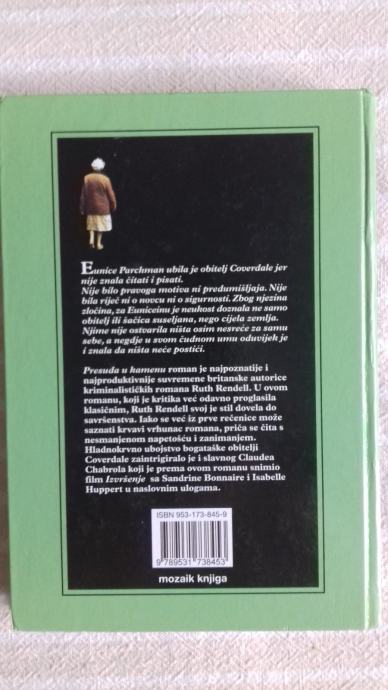 Eunice Parchman ubila je obitelj Coverdale jer
nije znala čitati i pisati.
Nije bilo pravoga motiva ni predumišljaja. Nije
bila riječ ni o novcu ni o sigurnosti. Zbog njezina
zločina, za Euniceinu je neukost doznala ne samo
obitelj ili šačica suseljana, nego cijela zemlja.
Njime nije ostvarila ništa osim nesreće za samu
sebe, a negdje u svom čudnom umu oduvijek je
i znala da ništa neće postići.
Presuda u kamenu roman je najpoznatije i
najproduktivnije suvremene britanske autorice
kriminalističkih romana Ruth Rendell. U ovom
romanu, koji je kritika već odavno proglasila
klasičnim, Ruth Rendell svoj je stil dovela do
savršenstva. Iako se već iz prve rečenice može
saznati krvavi vrhunac romana, priča se čita s
nesmanjenom napetošću i zanimanjem.
Hladnokrvno ubojstvo bogataške obitelji
Coverdale zaintrigiralo je i slavnog Claudea
Chabrola koji je prema ovom romanu snimio
film Izvršenje sa Sandrine Bonnaire i Isabelle
Huppert u naslovnim ulogama.
ISBN 953-173-845-9
9 789531 738453
mozaik knjiga